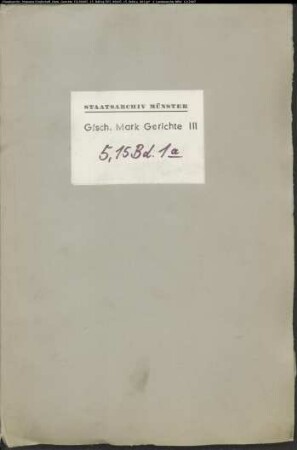 STAATSARCHIV MÜNSTER
Gfsch. Mark Gerichte III
5,15 Bd. 1a